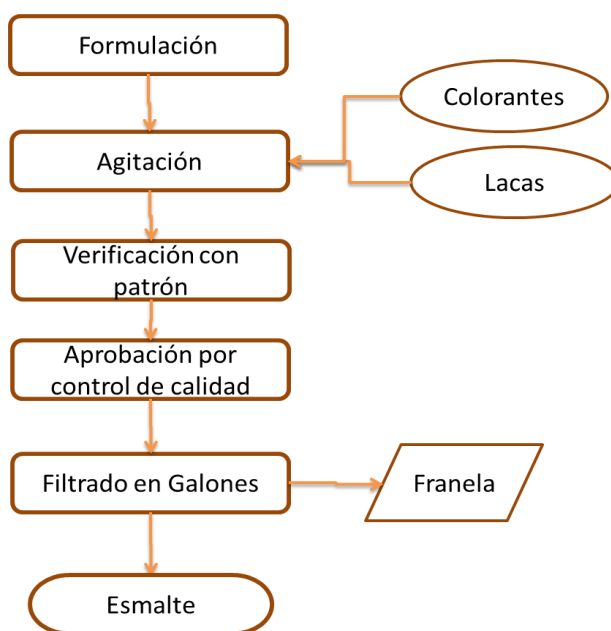 Formulación
Colorantes
Agitación
Lacas
Verificación con
patrón
Aprobación por
control de calidad
Filtrado en Galones
Franela
Esmalte